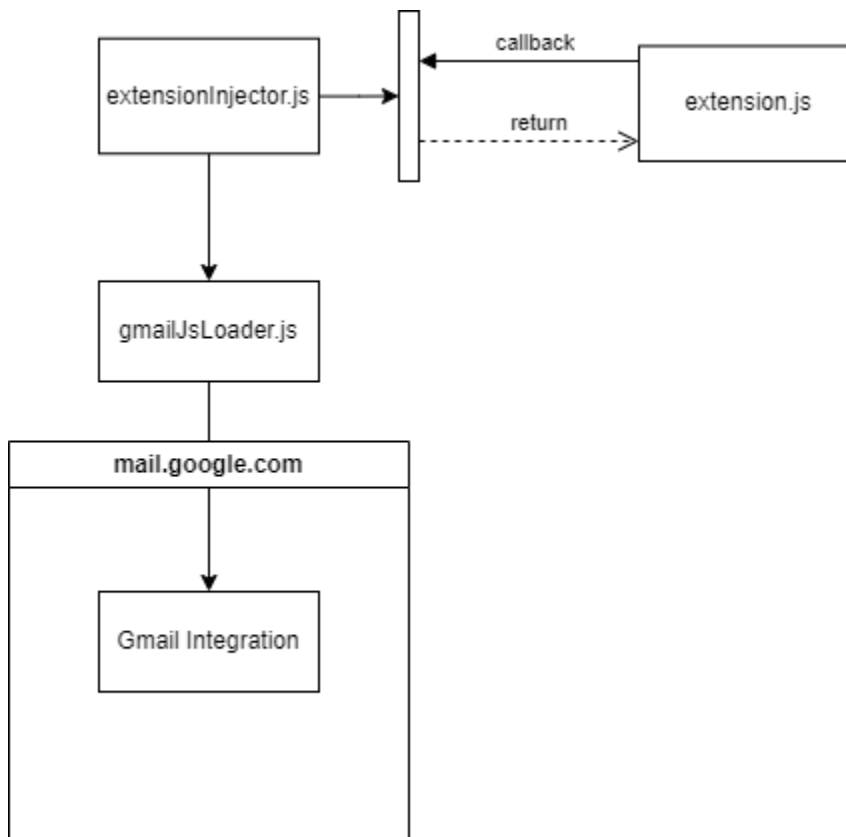 callback
extensionInjector.js
extension.js
return
gmailJsLoader.js
mail.google.com
Gmail Integration